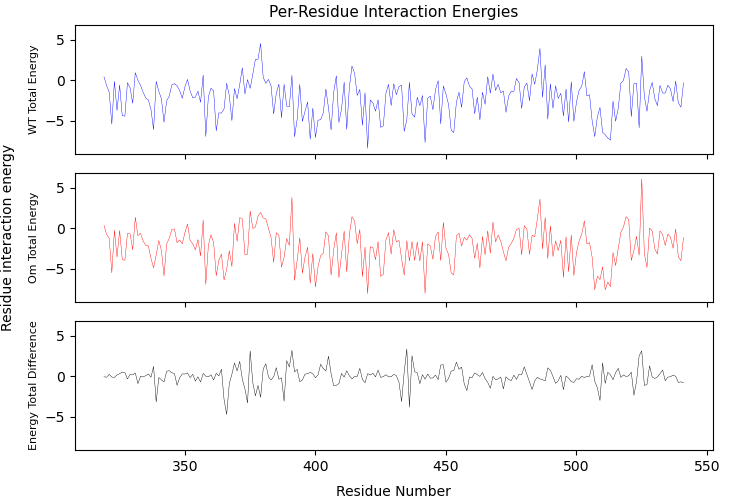 Per-Residue Interaction Energies
Residue interaction energy
WT Total Energy
5
0
−5
Om Total Energy
5
0
−5
Energy Total Difference
5
0
−5
350
400
450
500
550
Residue Number